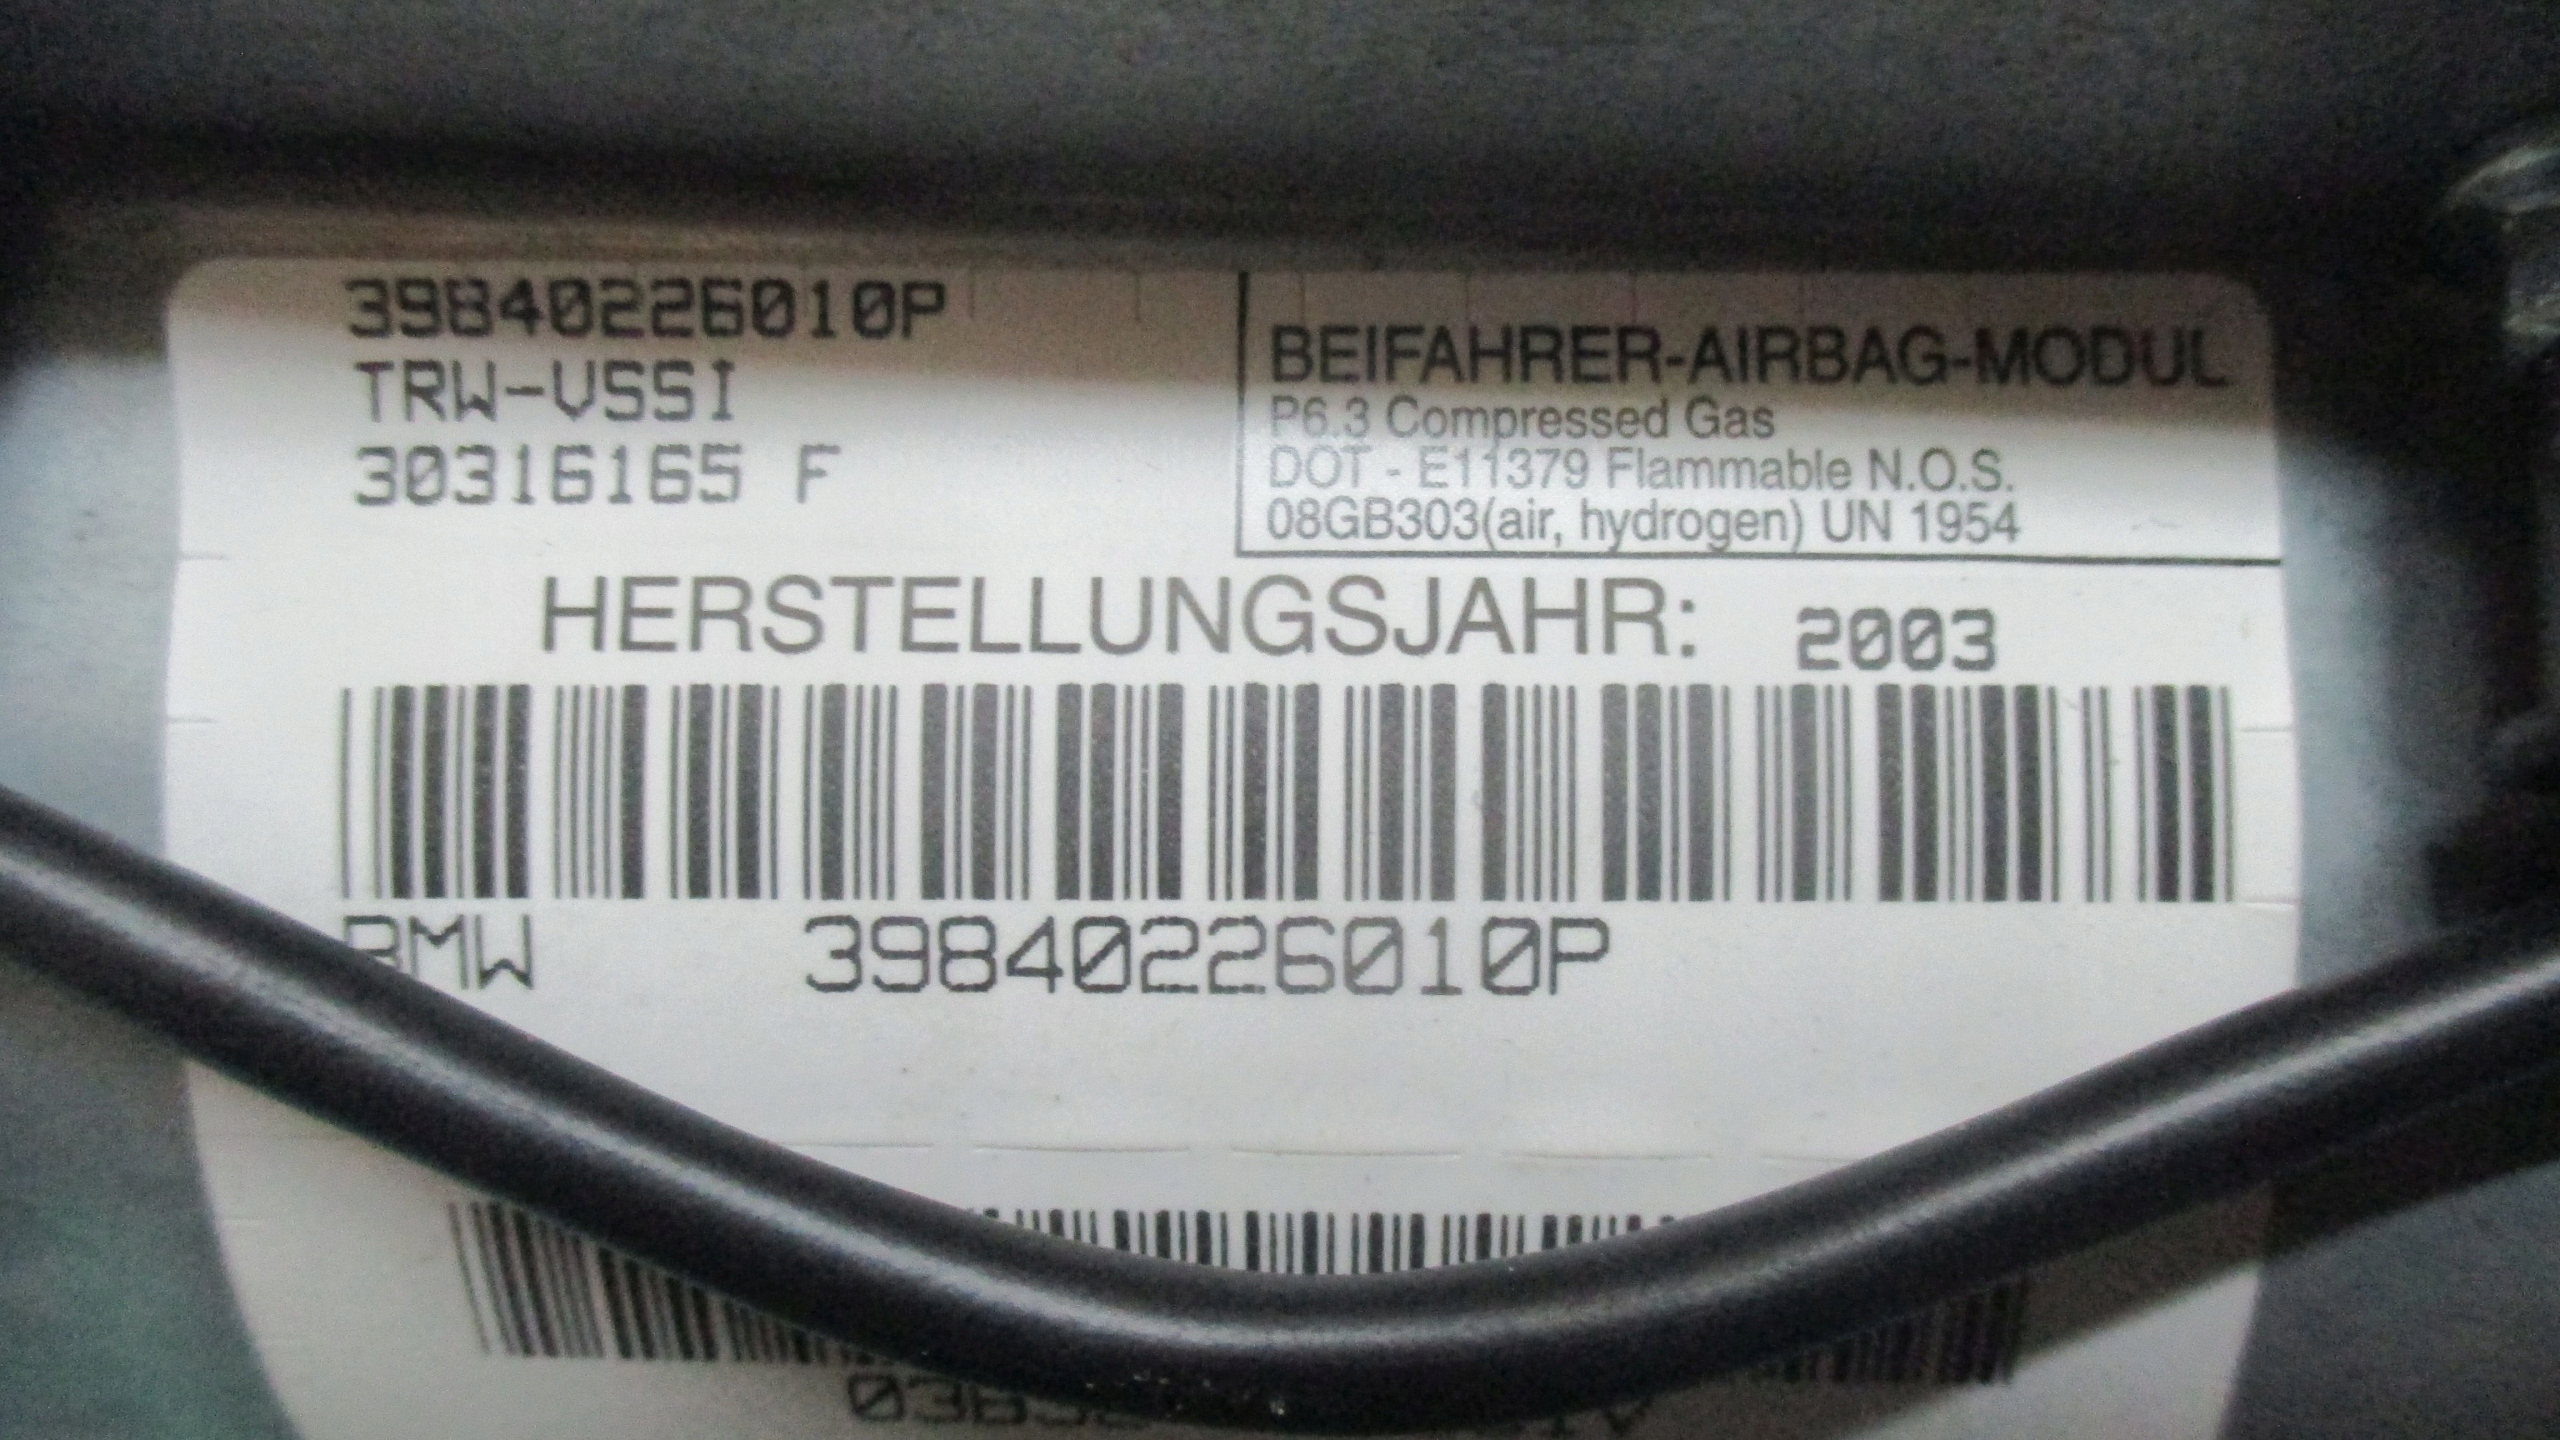 39840226010P
TRW-VSSI
30316165 F
BEIFAHRER-AIRBAG-MODUL
P6.3 Compressed Gas
DOT - E11379 Flammable N.O.S.
08GB303(air, hydrogen) UN 1954
HERSTELLUNGSJAHR: 2003
BMW 39840226010P